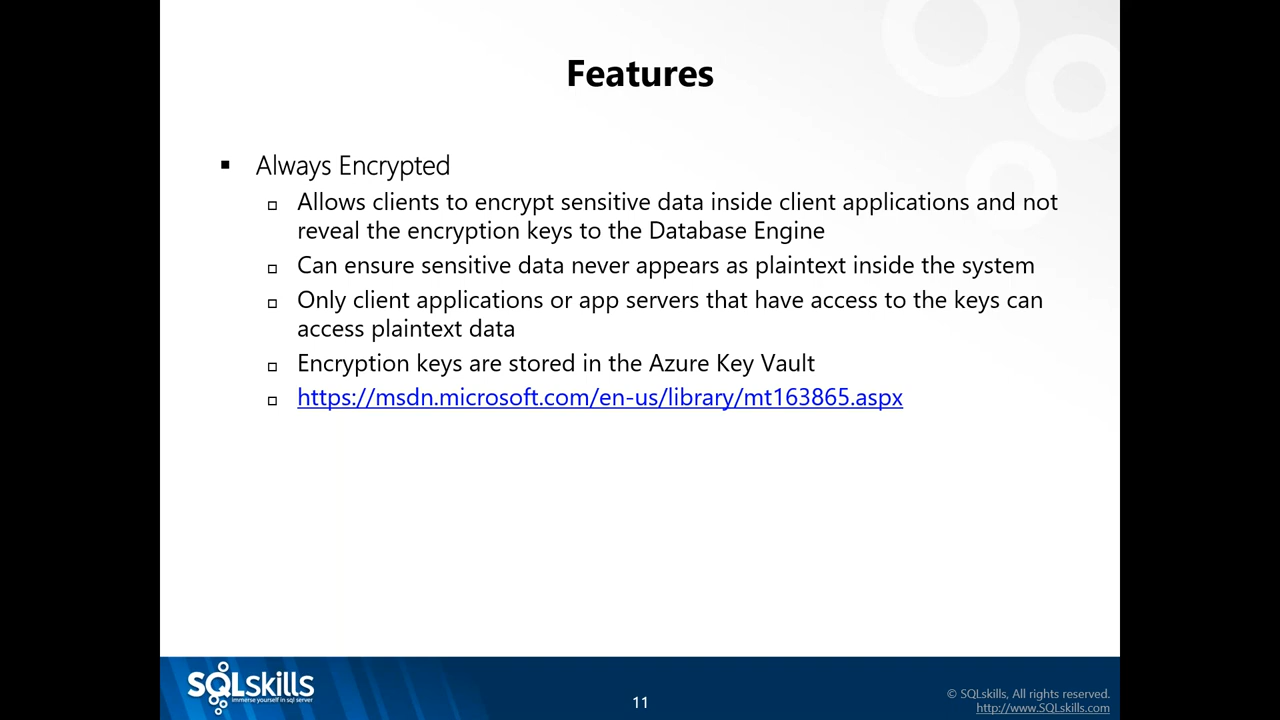 Features
Always Encrypted
Allows clients to encrypt sensitive data inside client applications and not
reveal the encryption keys to the Database Engine
Can ensure sensitive data never appears as plaintext inside the system
Only client applications or app servers that have access to the keys can
access plaintext data
Encryption keys are stored in the Azure Key Vault
https://msdn.microsoft.com/en-us/library/mt163865.aspx
SQLskills
immerse yourself in sql server
11
© SQLskills, All rights reserved.
http://www.SQLskills.com